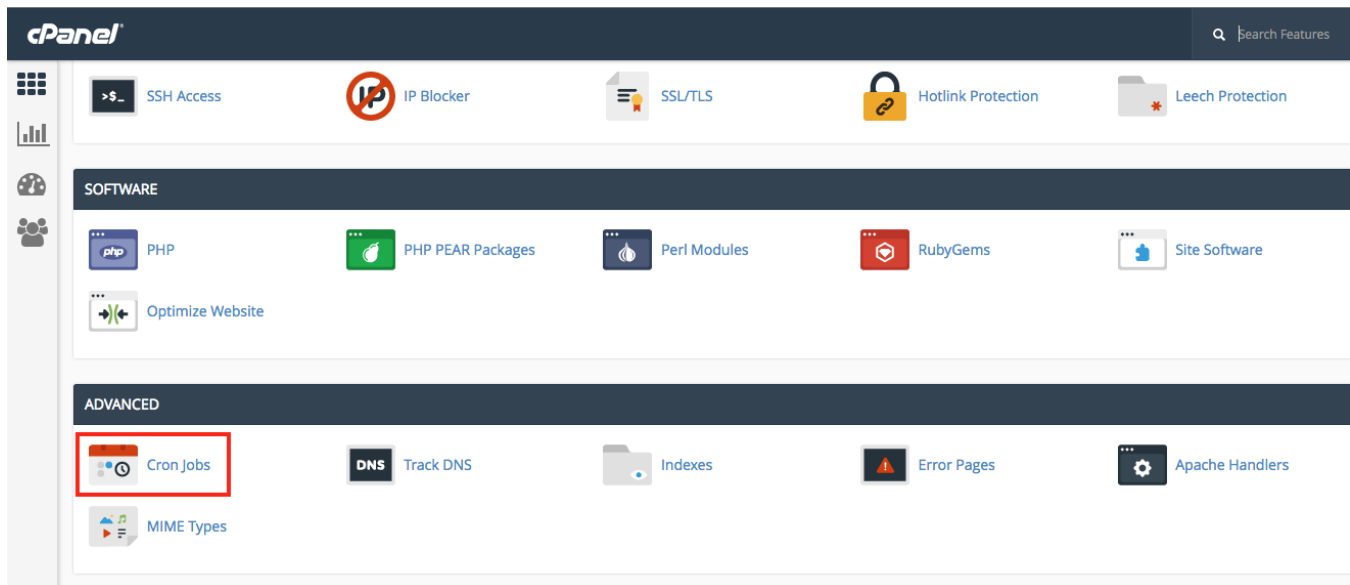 cPanel
Search Features
>$_ SSH Access IP IP Blocker SSL/TLS Hotlink Protection Leech Protection
SOFTWARE
php PHP PHP PEAR Packages Perl Modules RubyGems Site Software
Optimize Website
ADVANCED
Cron Jobs DNS Track DNS Indexes Error Pages Apache Handlers
MIME Types